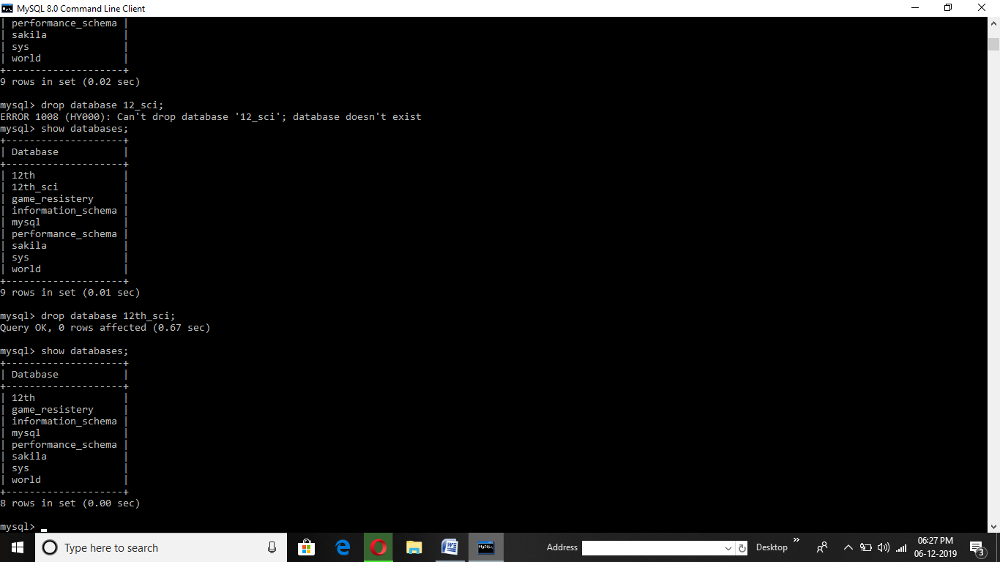 MySQL 8.0 Command Line Client
| performance_schema |
| sakila             |
| sys                |
| world              |
+--------------------+
9 rows in set (0.02 sec)
mysql> drop database 12_sci;
ERROR 1008 (HY000): Can't drop database '12_sci'; database doesn't exist
mysql> show databases;
+--------------------+
| Database           |
+--------------------+
| 12th               |
| 12th_sci           |
| game_resistery     |
| information_schema |
| mysql              |
| performance_schema |
| sakila             |
| sys                |
| world              |
+--------------------+
9 rows in set (0.01 sec)
mysql> drop database 12th_sci;
Query OK, 0 rows affected (0.67 sec)
mysql> show databases;
+--------------------+
| Database           |
+--------------------+
| 12th               |
| game_resistery     |
| information_schema |
| mysql              |
| performance_schema |
| sakila             |
| sys                |
| world              |
+--------------------+
8 rows in set (0.00 sec)
mysql> _
Type here to search
Address
Desktop
06:27 PM
06-12-2019
3